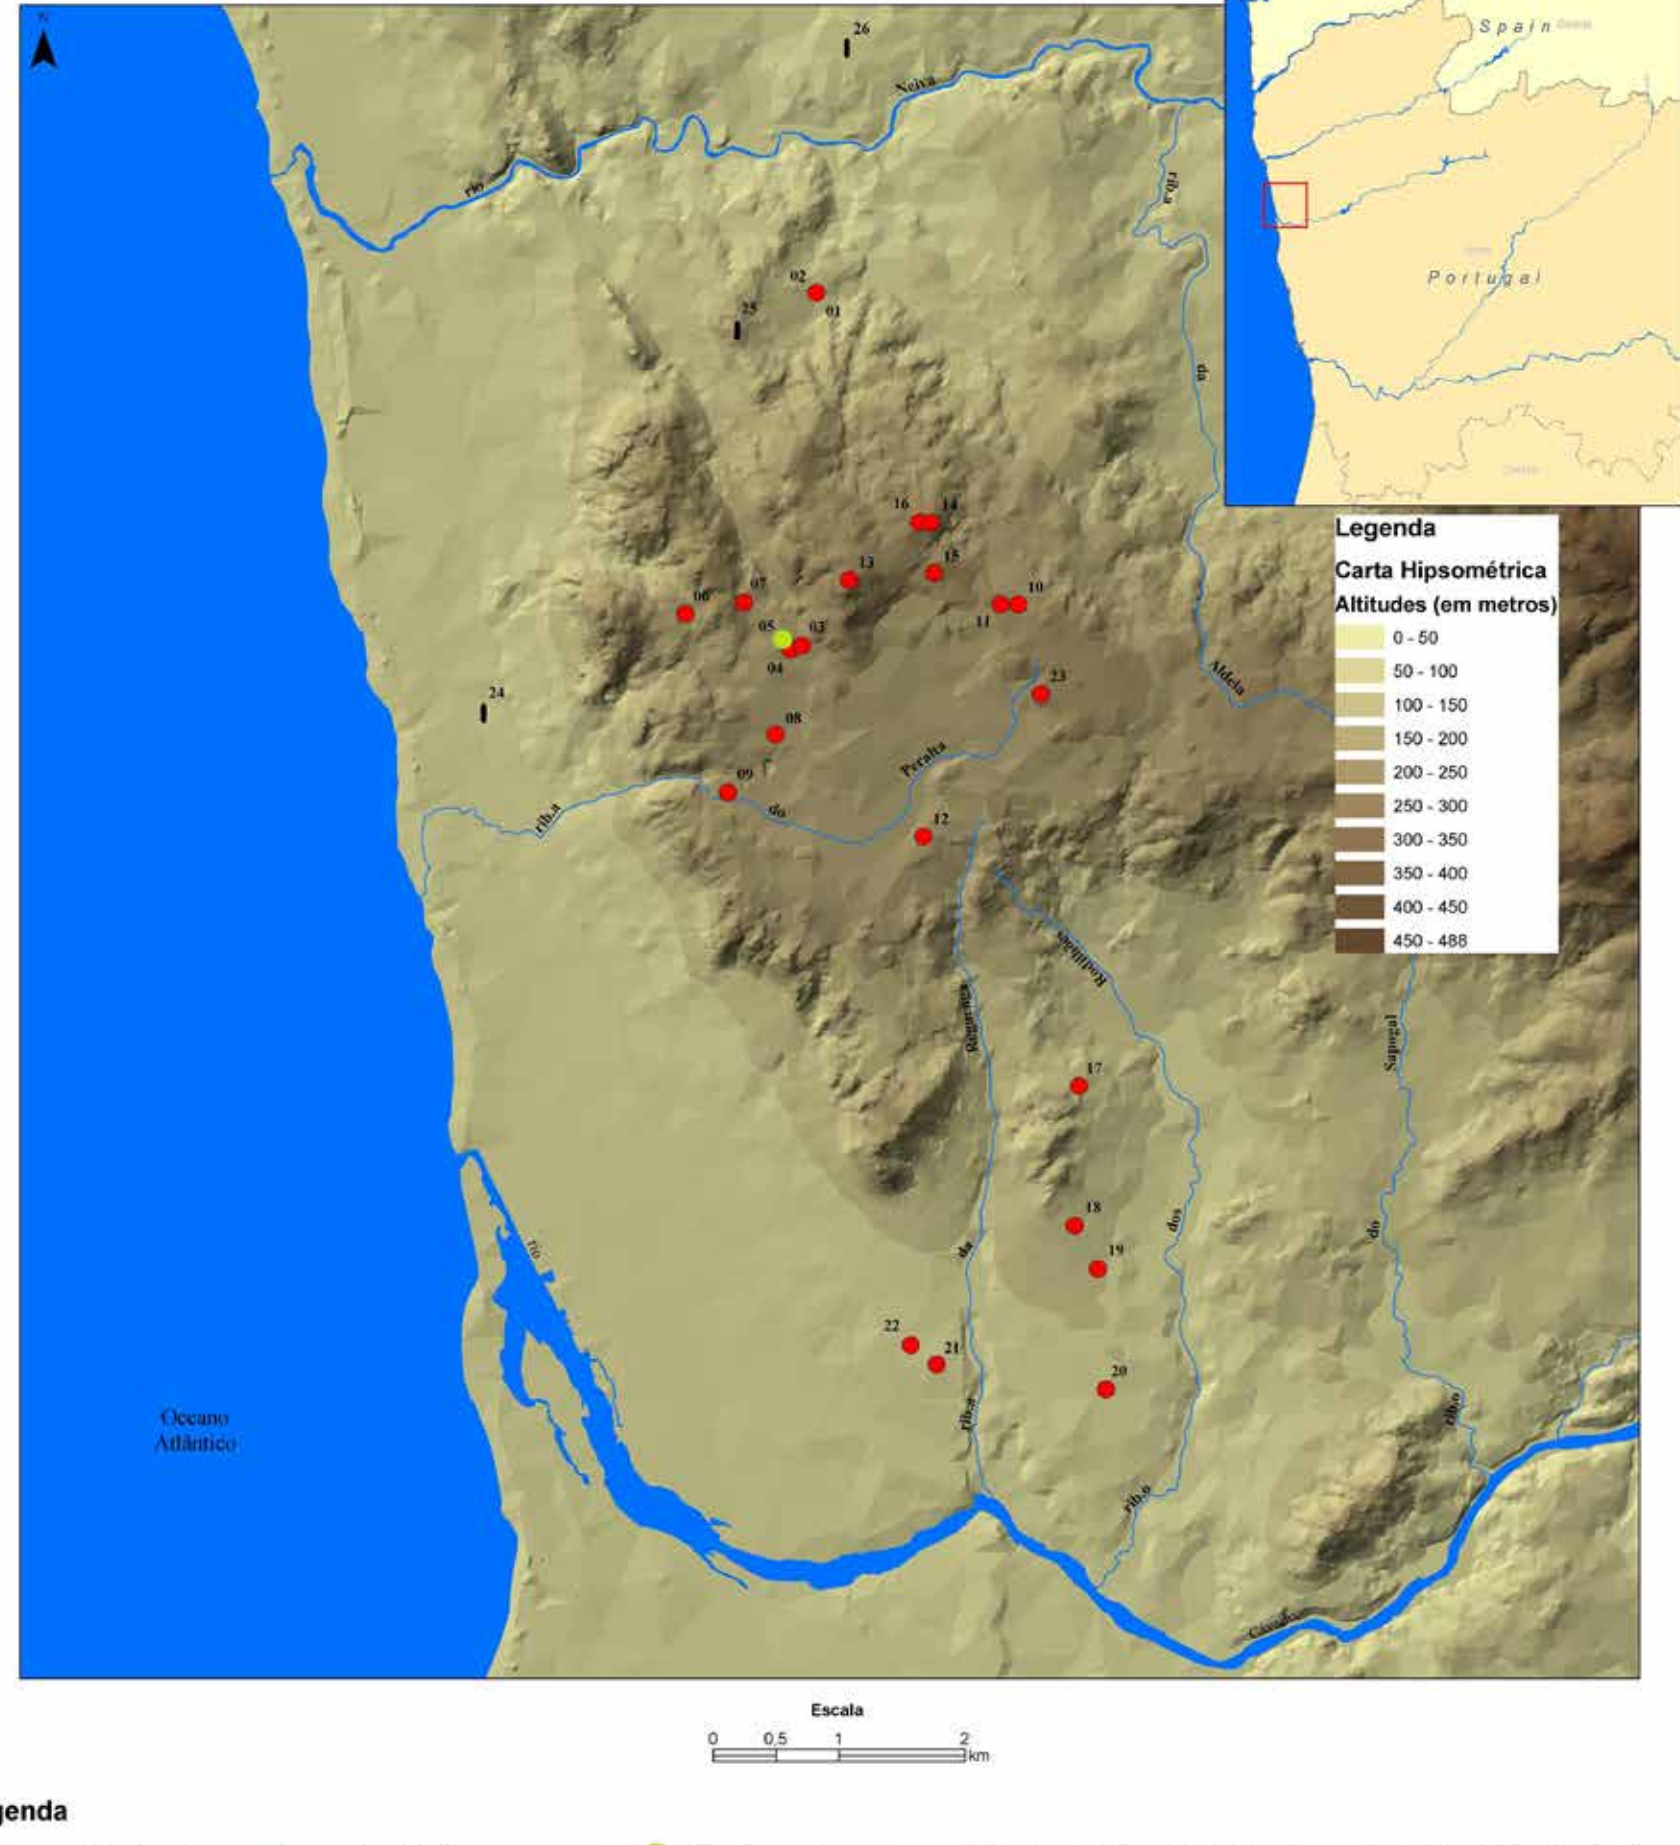 N
26
Neiva
rio
rib.a
02
01
25
da
16
14
15
13
07
06
10
11
05
03
04
23
Aldeia
24
08
Peralta
09
do
rib.a
12
Rodilhões
Sapogal
17
18
dos
do
da
19
rio
22
21
20
rib.a
rib.o
rib.o
Oceano
Atlântico
Cávado
Spain
Portugal
Legenda
Carta Hipsométrica
Altitudes (em metros)
0 - 50
50 - 100
100 - 150
150 - 200
200 - 250
250 - 300
300 - 350
350 - 400
400 - 450
450 - 488
Escala
0 0,5 1 2
km
genda